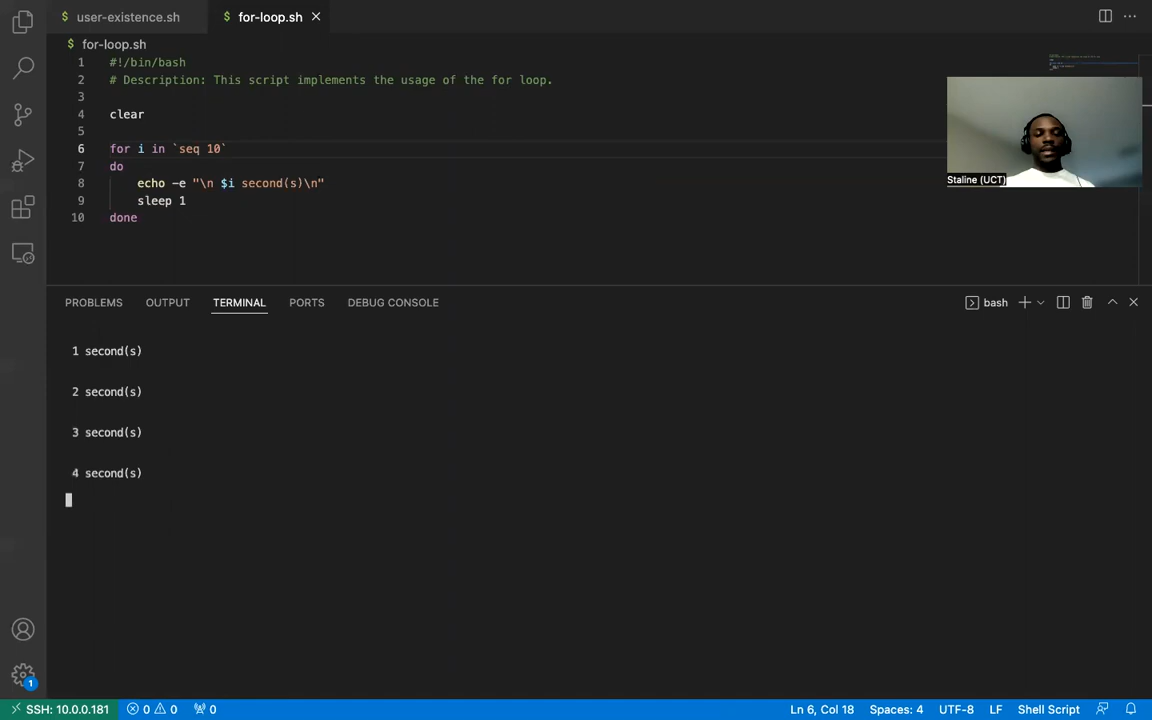 $ user-existence.sh
$ for-loop.sh
$ for-loop.sh
1 #!/bin/bash
2 # Description: This script implements the usage of the for loop.
3
4 clear
5
6 for i in `seq 10`
7 do
8 echo -e "\n $i second(s)\n"
9 sleep 1
10 done
Staline (UCT)
PROBLEMS OUTPUT TERMINAL PORTS DEBUG CONSOLE bash
1 second(s)
2 second(s)
3 second(s)
4 second(s)
1
SSH: 10.0.0.181 0 0 0 Ln 6, Col 18 Spaces: 4 UTF-8 LF Shell Script